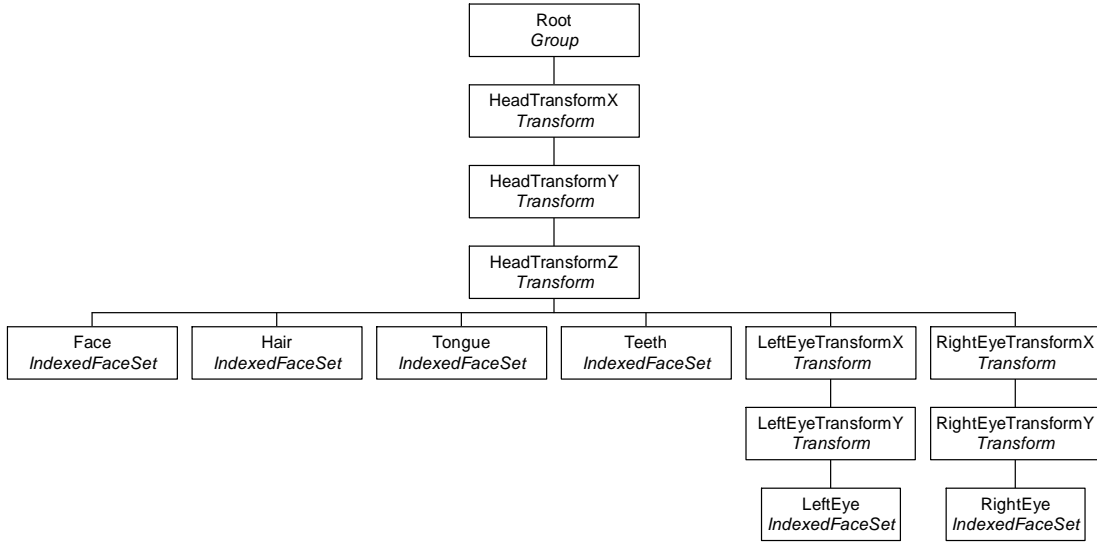 Root
Group
HeadTransformX
Transform
HeadTransformY
Transform
HeadTransformZ
Transform
Face
IndexedFaceSet
Hair
IndexedFaceSet
Tongue
IndexedFaceSet
Teeth
IndexedFaceSet
LeftEyeTransformX
Transform
RightEyeTransformX
Transform
LeftEyeTransformY
Transform
RightEyeTransformY
Transform
LeftEye
IndexedFaceSet
RightEye
IndexedFaceSet